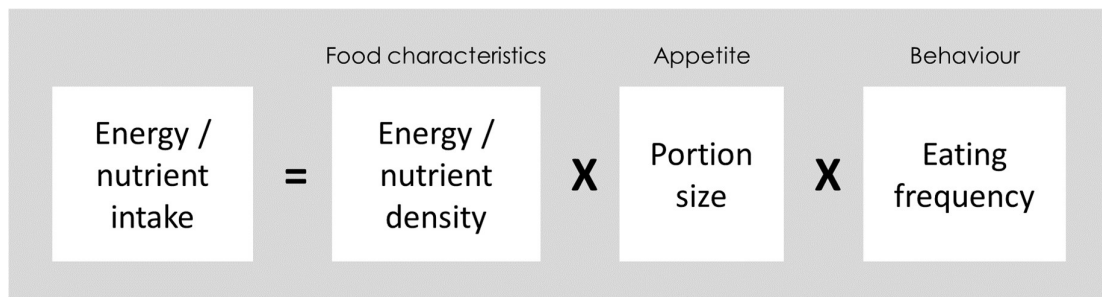 Food characteristics
Appetite
Behaviour
Energy /
nutrient
intake
=
Energy /
nutrient
density
X
Portion
size
X
Eating
frequency